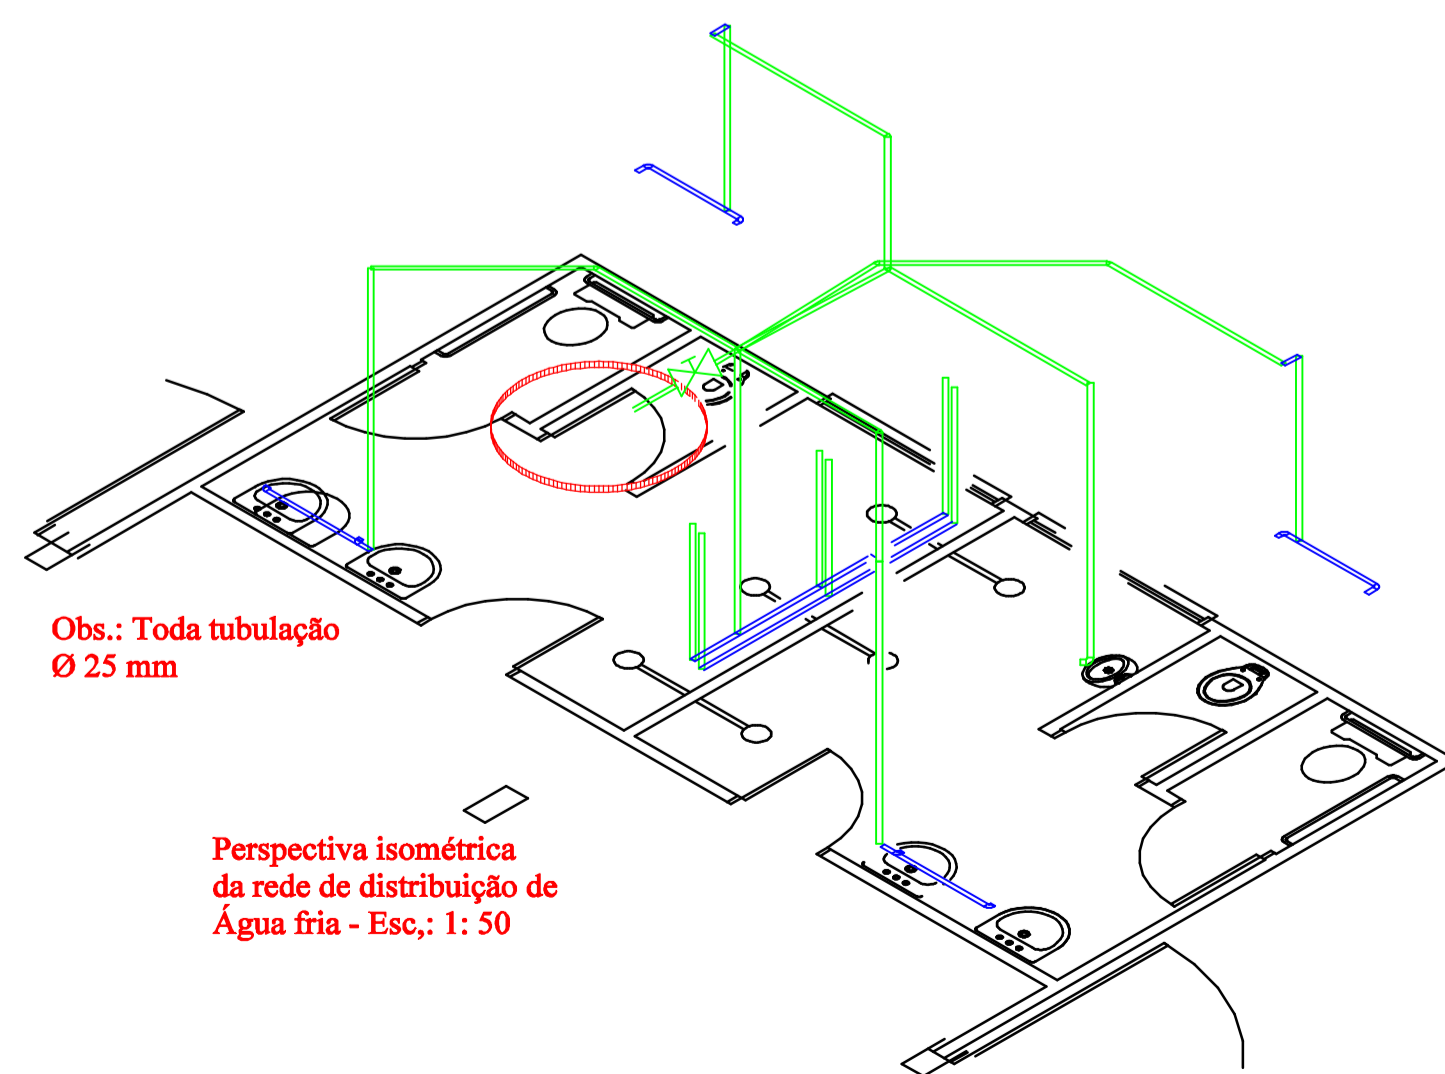 Obs.: Toda tubulação
Ø 25 mm
Perspectiva isométrica
da rede de distribuição de
Água fria - Esc,: 1: 50